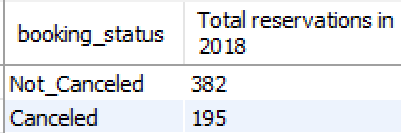 booking_status
Total reservations in
2018
Not_Canceled 382
Canceled 195